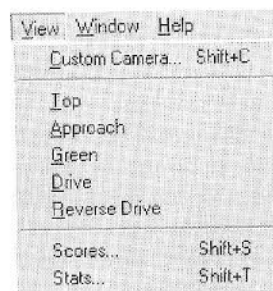 View Window Help
Custom Camera... Shift+C
Top
Approach
Green
Drive
Reverse Drive
Scores... Shift+S
Stats... Shift+T